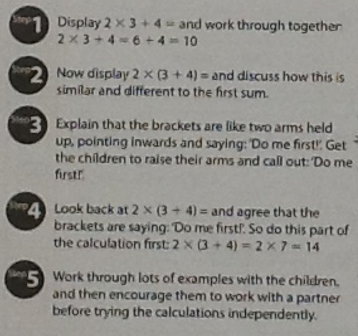 Step 1 Display 2 × 3 + 4 = and work through together:
2 × 3 + 4 = 6 + 4 = 10
Step 2 Now display 2 × (3 + 4) = and discuss how this is
similar and different to the first sum.
Step 3 Explain that the brackets are like two arms held
up, pointing inwards and saying: 'Do me first!'. Get
the children to raise their arms and call out: 'Do me
first!'.
Step 4 Look back at 2 × (3 + 4) = and agree that the
brackets are saying: 'Do me first!'. So do this part of
the calculation first: 2 × (3 + 4) = 2 × 7 = 14
Step 5 Work through lots of examples with the children,
and then encourage them to work with a partner
before trying the calculations independently.